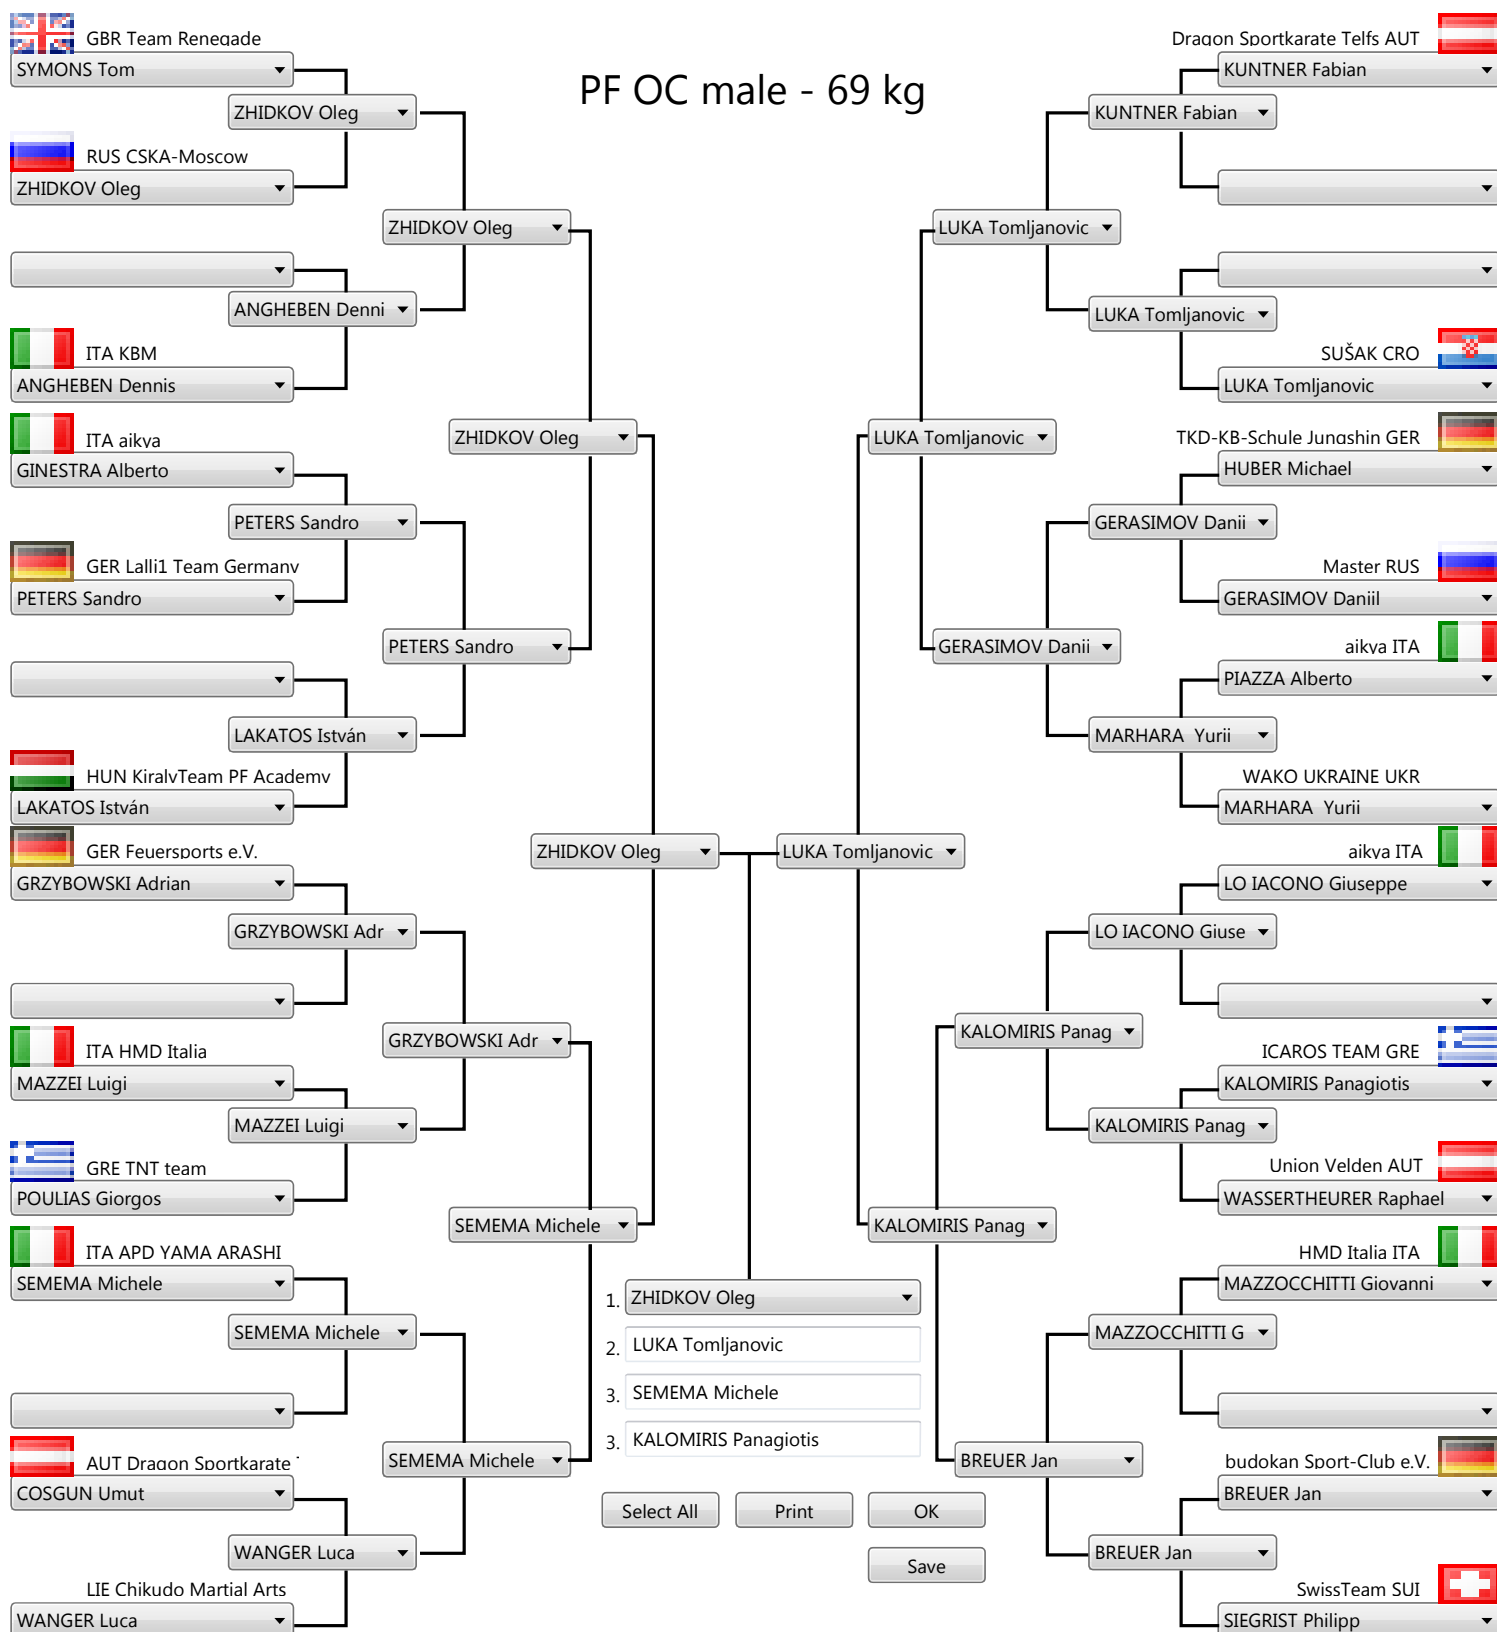 PF OC male - 69 kg
GBR Team Renegade
SYMONS Tom
ZHIDKOV Oleg
RUS CSKA-Moscow
ZHIDKOV Oleg
ZHIDKOV Oleg
ANGHEBEN Denni
ITA KBM
ANGHEBEN Dennis
ITA aikya
GINESTRA Alberto
ZHIDKOV Oleg
PETERS Sandro
GER Lalli1 Team Germany
PETERS Sandro
PETERS Sandro
LAKATOS István
HUN KiralyTeam PF Academy
LAKATOS István
ZHIDKOV Oleg
GER Feuersports e.V.
GRZYBOWSKI Adrian
GRZYBOWSKI Adr
GRZYBOWSKI Adr
ITA HMD Italia
MAZZEI Luigi
MAZZEI Luigi
GRE TNT team
POULIAS Giorgos
SEMEMA Michele
ITA APD YAMA ARASHI
SEMEMA Michele
SEMEMA Michele
SEMEMA Michele
AUT Dragon Sportkarate
COSGUN Umut
WANGER Luca
LIE Chikudo Martial Arts
WANGER Luca
Dragon Sportkarate Telfs AUT
KUNTNER Fabian
KUNTNER Fabian
LUKA Tomljanovic
LUKA Tomljanovic
SUŠAK CRO
LUKA Tomljanovic
LUKA Tomljanovic
TKD-KB-Schule Jungshin GER
HUBER Michael
GERASIMOV Danii
Master RUS
GERASIMOV Daniil
GERASIMOV Danii
aikya ITA
PIAZZA Alberto
MARHARA  Yurii
WAKO UKRAINE UKR
MARHARA  Yurii
LUKA Tomljanovic
aikya ITA
LO IACONO Giuseppe
LO IACONO Giuse
KALOMIRIS Panag
ICAROS TEAM GRE
KALOMIRIS Panagiotis
KALOMIRIS Panag
Union Velden AUT
WASSERTHEURER Raphael
KALOMIRIS Panag
HMD Italia ITA
MAZZOCCHITTI Giovanni
MAZZOCCHITTI G
BREUER Jan
budokan Sport-Club e.V.
BREUER Jan
BREUER Jan
SwissTeam SUI
SIEGRIST Philipp
1. ZHIDKOV Oleg
2. LUKA Tomljanovic
3. SEMEMA Michele
3. KALOMIRIS Panagiotis
Select All
Print
OK
Save